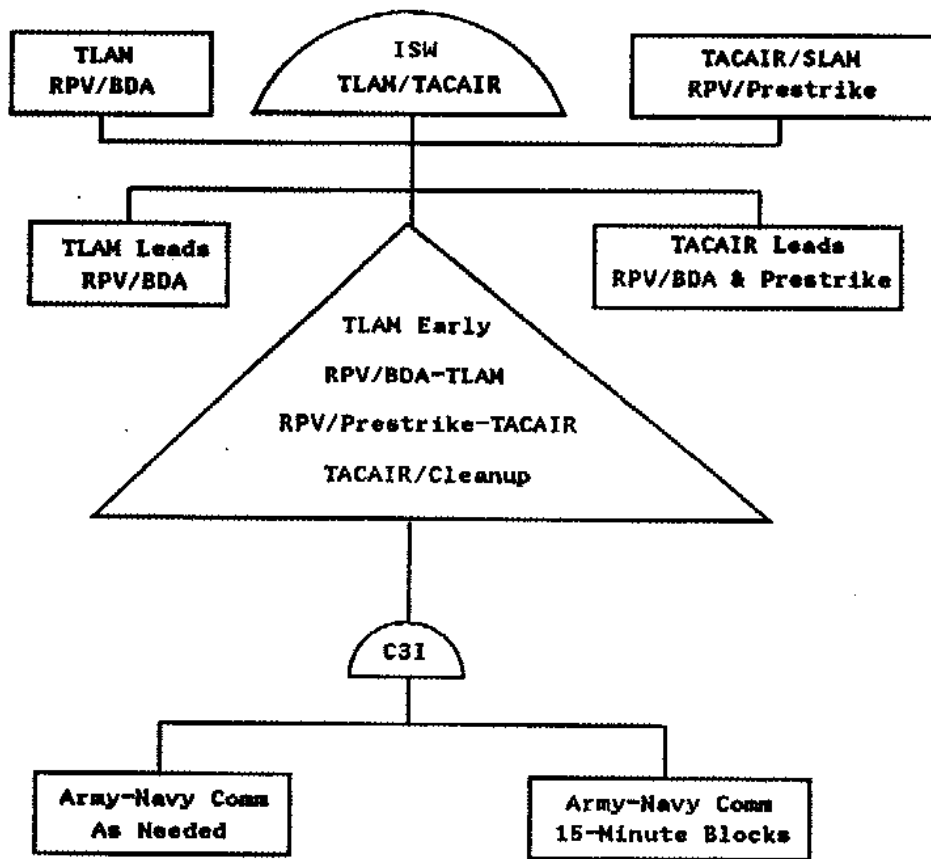 TLAM
RPV/BDA
ISW
TLAM/TACAIR
TACAIR/SLAM
RPV/Prestrike
TLAM Leads
RPV/BDA
TACAIR Leads
RPV/BDA & Prestrike
TLAM Early
RPV/BDA-TLAM
RPV/Prestrike-TACAIR
TACAIR/Cleanup
C3I
Army-Navy Comm
As Needed
Army-Navy Comm
15-Minute Blocks